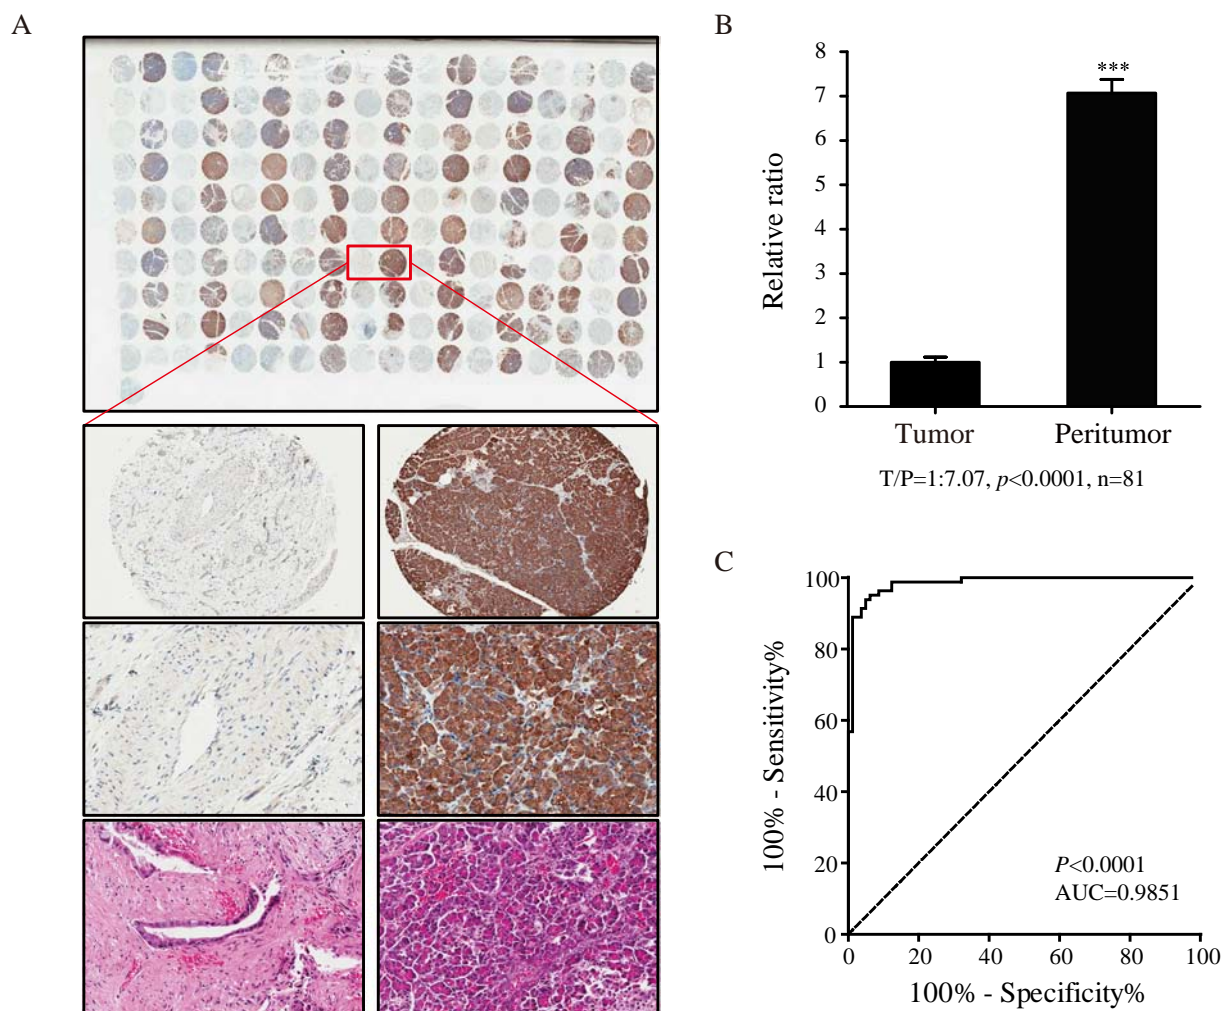 A
B
8
7
6
5
4
3
2
1
0
Relative ratio
***
Tumor
Peritumor
T/P=1:7.07, p<0.0001, n=81
C
100
80
60
40
20
0
100% - Sensitivity%
P<0.0001
AUC=0.9851
0
20
40
60
80
100
100% - Specificity%